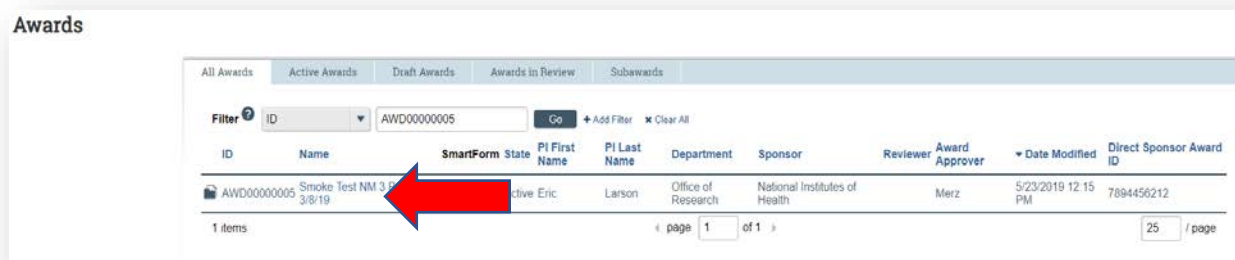 Awards
All Awards Active Awards Draft Awards Awards in Review Subawards
Filter ? ID AWD00000005 Go + Add Filter × Clear All
ID Name SmartForm State PI First Name PI Last Name Department Sponsor Reviewer Award Approver Date Modified Direct Sponsor Award ID
AWD00000005 Smoke Test NM 3 3/8/19 Eric Larson Office of Research National Institutes of Health Merz 5/23/2019 12:15 PM 7894456212
1 items page 1 of 1 25 / page